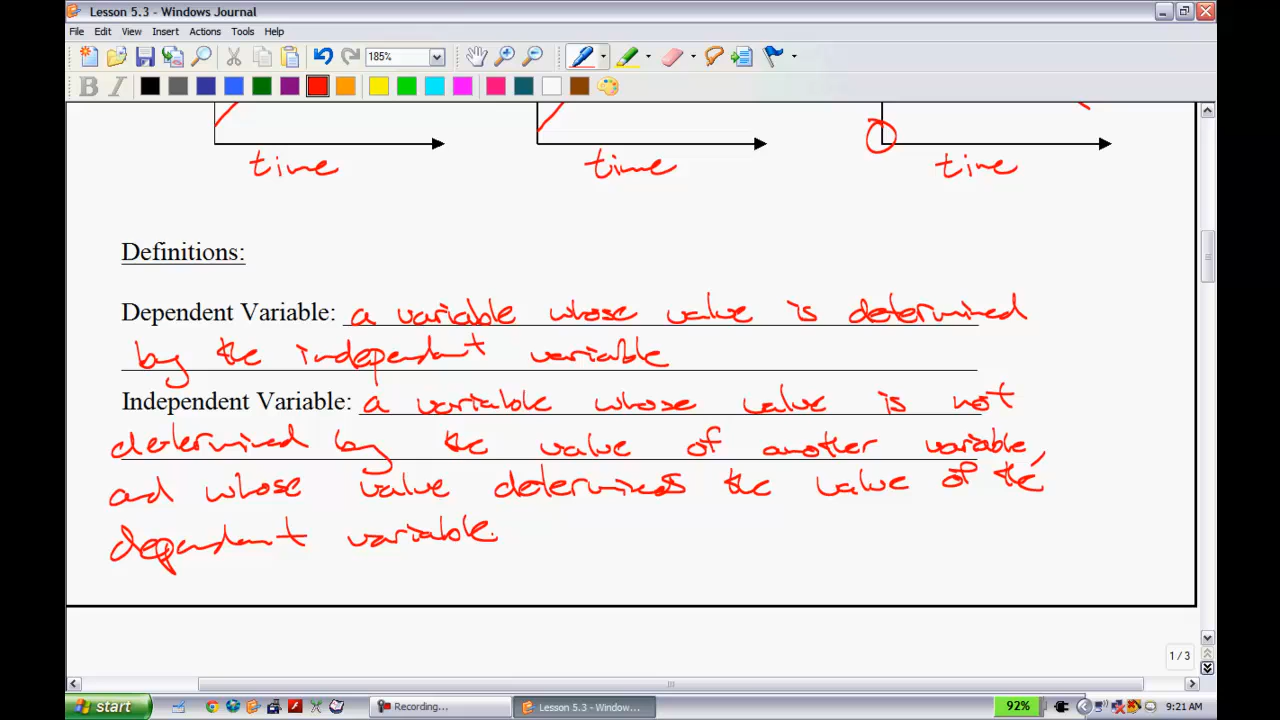 Lesson 5.3 - Windows Journal
File Edit View Insert Actions Tools Help
185%
B I
time time time
Definitions:
Dependent Variable: a variable whose value is determined
by the independant variable
Independent Variable: a variable whose value is not
determined by the value of another variable,
and whose value determines the value of the
dependant variable.
1 / 3
start Recording... Lesson 5.3 - Window... 92% 9:21 AM